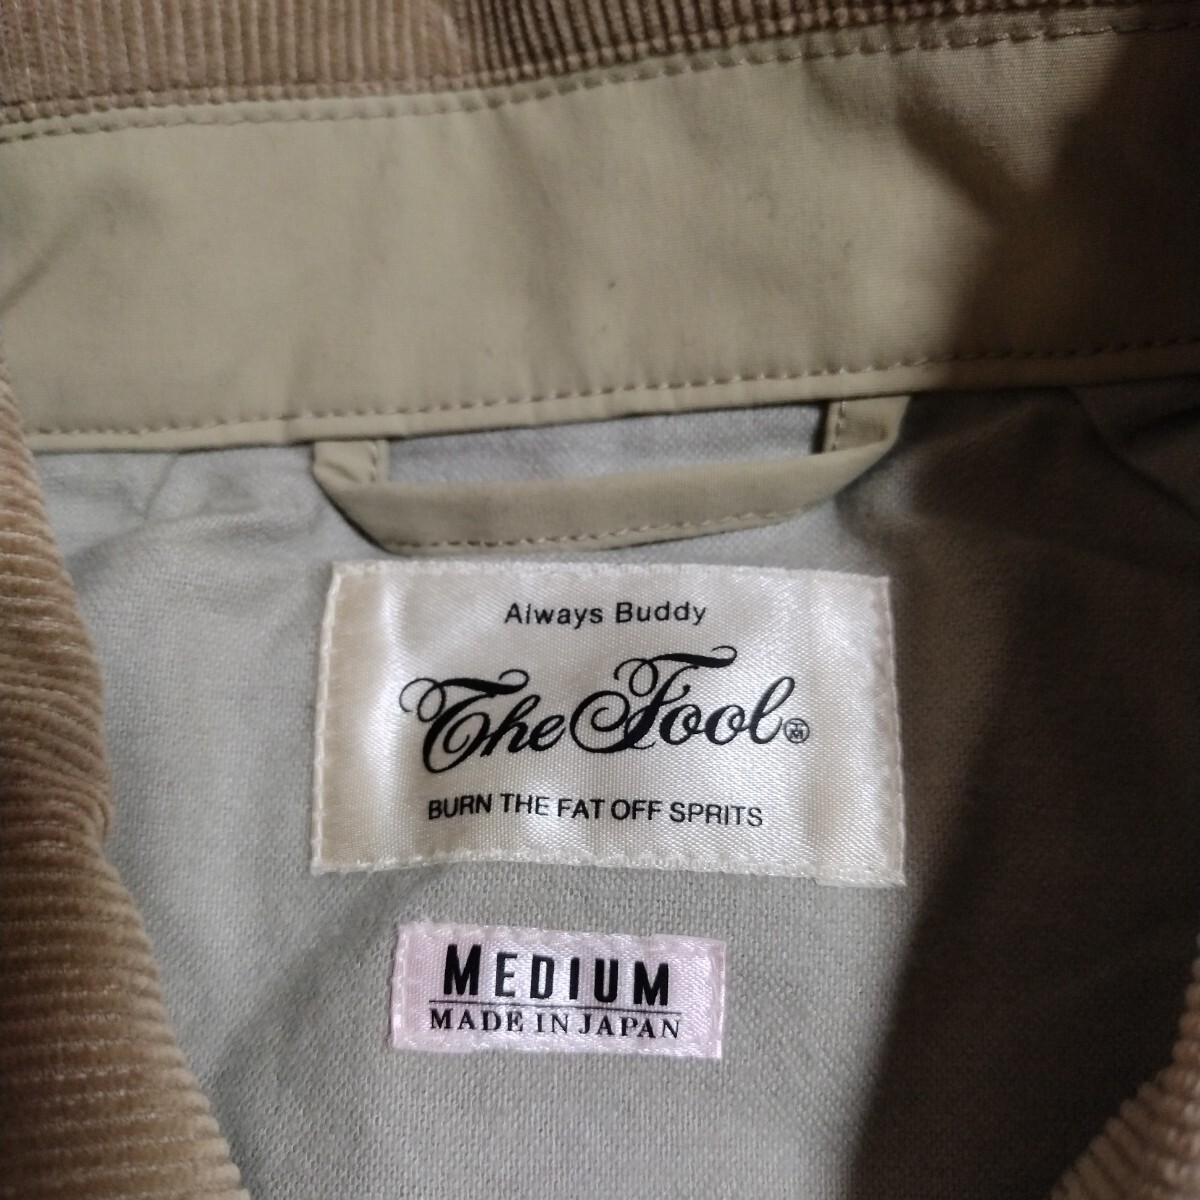 Always Buddy
The Fool
BURN THE FAT OFF SPRITS
MEDIUM
MADE IN JAPAN